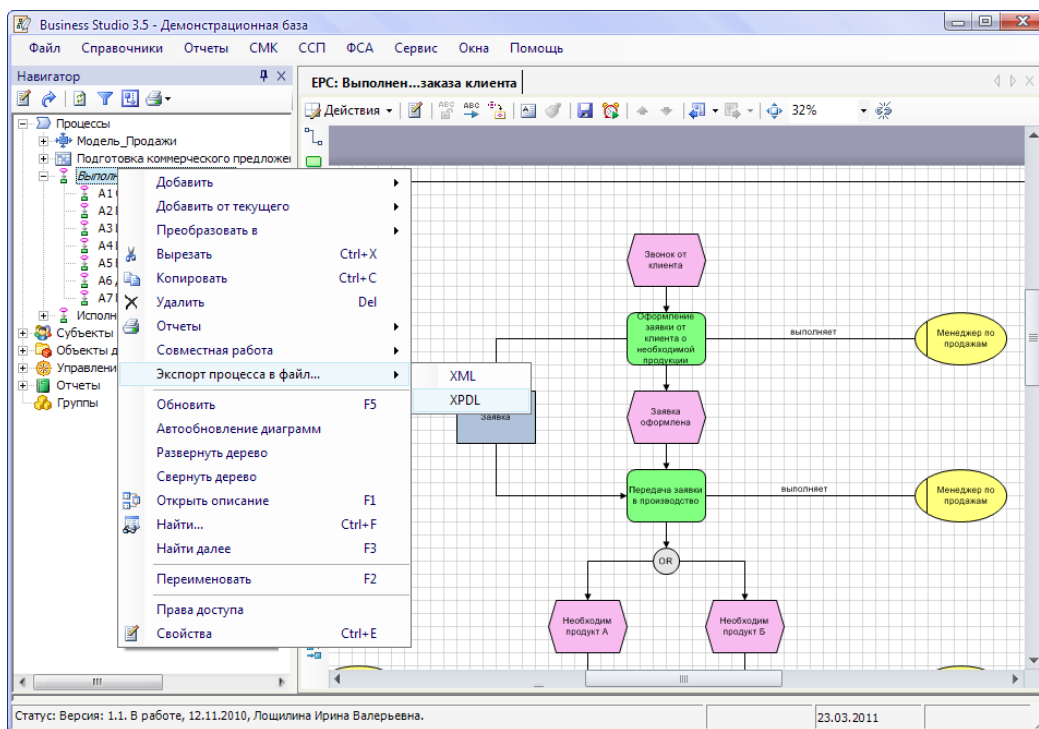 Business Studio 3.5 - Демонстрационная база
Файл Справочники Отчеты СМК ССП ФСА Сервис Окна Помощь
Навигатор
EPC: Выполнен...заказа клиента
Действия
ABC ABC
32%
Процессы
Модель_Продажи
Подготовка коммерческого предложе
Выполн
A1
A2
A3
A4
A5
A6
A7
Исполн
Субъекты
Объекты д
Управлени
Отчеты
Группы
Добавить
Добавить от текущего
Преобразовать в
Вырезать Ctrl+X
Копировать Ctrl+C
Удалить Del
Отчеты
Совместная работа
Экспорт процесса в файл...
Обновить F5
Автообновление диаграмм
Развернуть дерево
Свернуть дерево
Открыть описание F1
Найти... Ctrl+F
Найти далее F3
Переименовать F2
Права доступа
Свойства Ctrl+E
XML
XPDL
Звонок от
клиента
Оформление
заявки от
клиента о
необходимой
продукции
выполняет
Менеджер по
продажам
Заявка
Заявка
оформлена
Передача заявки
в производство
выполняет
Менеджер по
продажам
OR
Необходим
продукт А
Необходим
продукт Б
Статус: Версия: 1.1. В работе, 12.11.2010, Лощилина Ирина Валерьевна.
23.03.2011